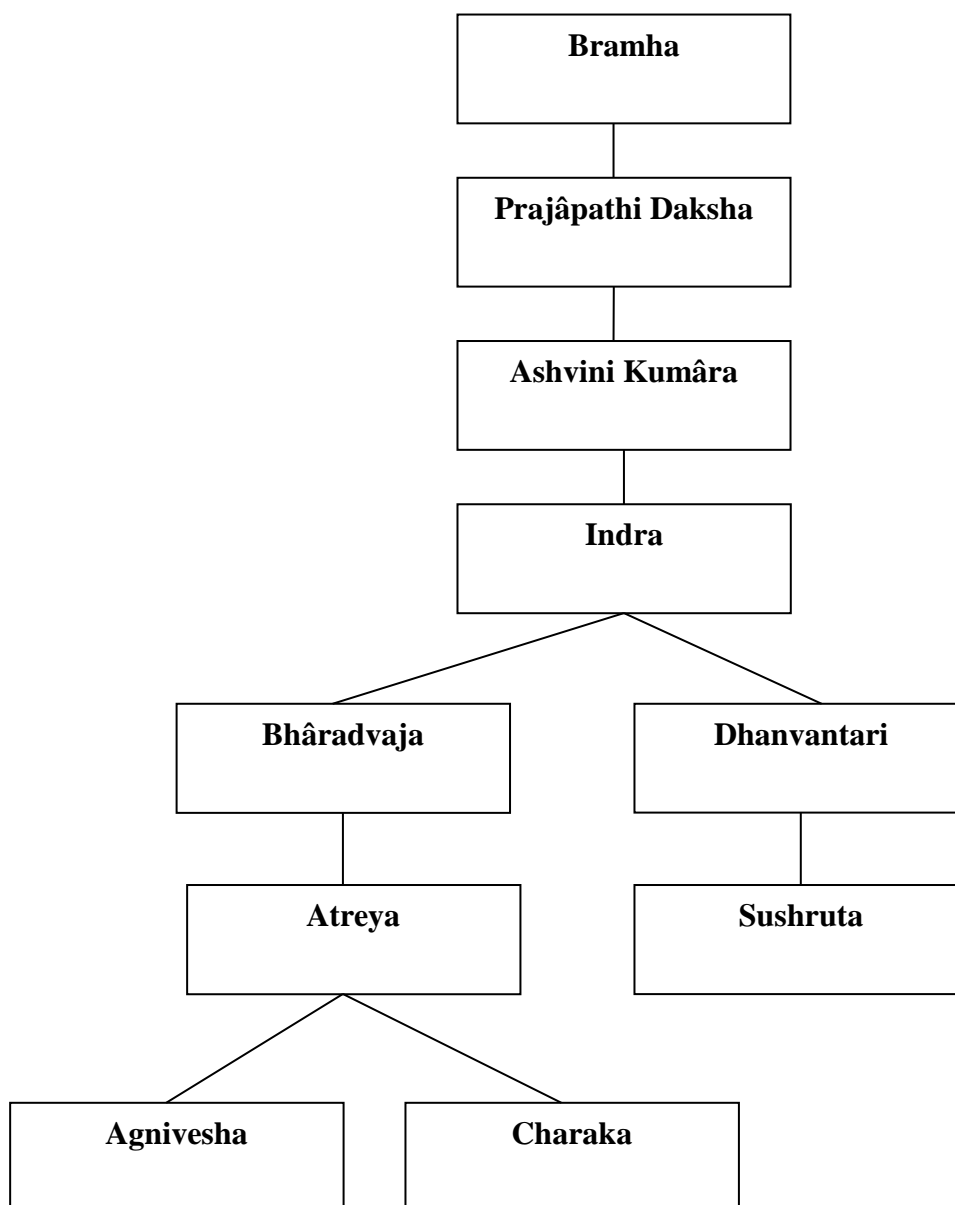 Bramha
Prajâpathi Daksha
Ashvini Kumâra
Indra
Bhâradvaja
Dhanvantari
Atreya
Sushruta
Agnivesha
Charaka